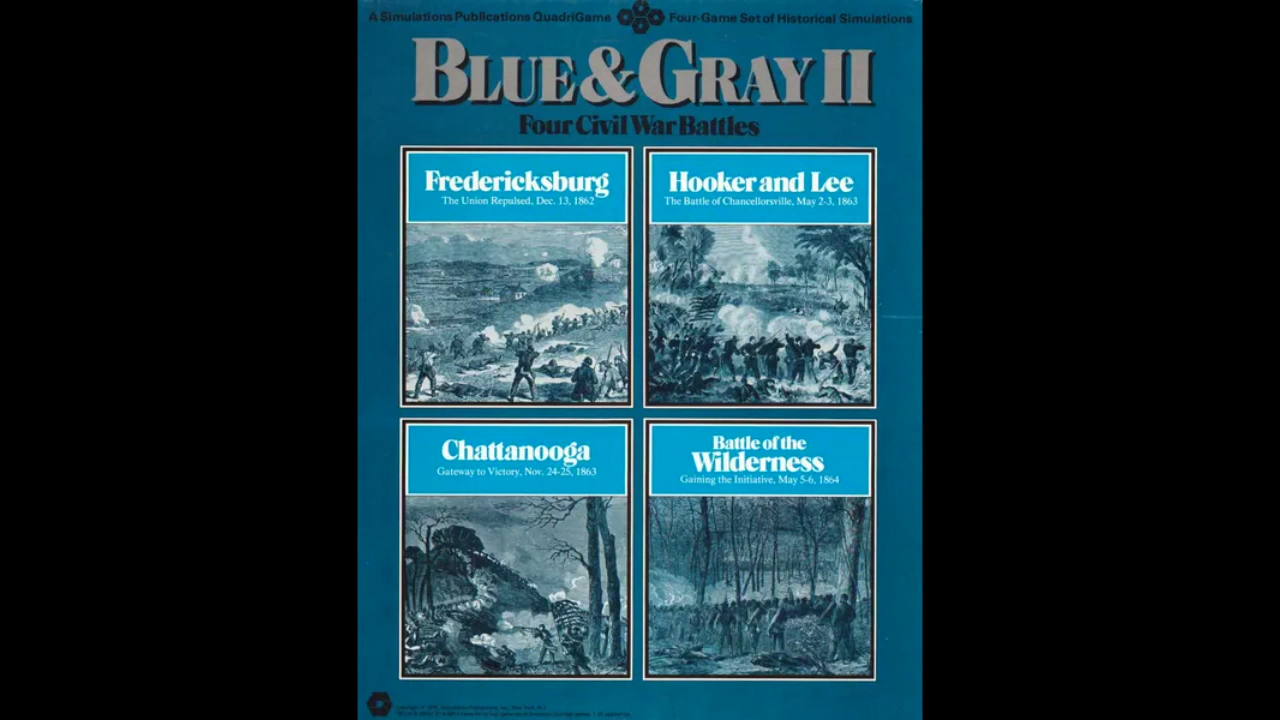 A Simulations Publications QuadriGame Four-Game Set of Historical Simulations
BLUE & GRAY II
Four Civil War Battles
Fredericksburg
The Union Repulsed, Dec. 13, 1862
Hooker and Lee
The Battle of Chancellorsville, May 2-3, 1863
Chattanooga
Gateway to Victory, Nov. 24-25, 1863
Battle of the
Wilderness
Gaining the Initiative, May 5-6, 1864